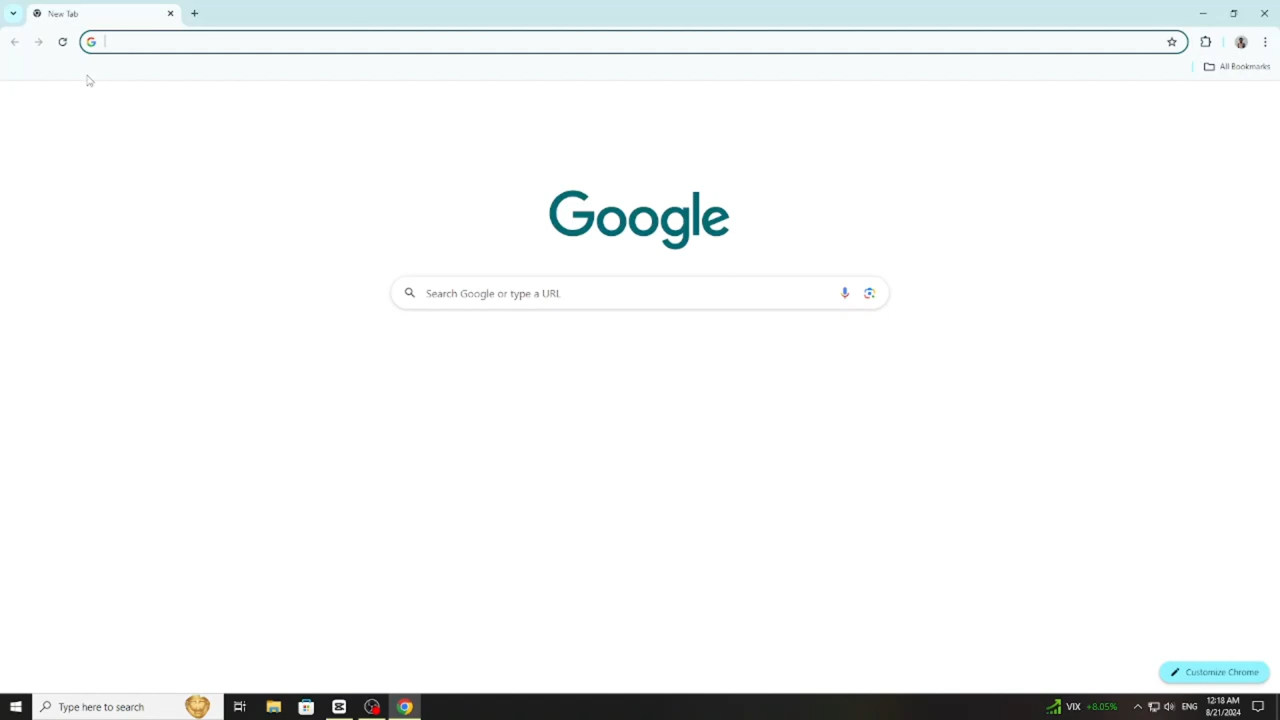 New Tab
All Bookmarks
Google
Search Google or type a URL
Customize Chrome
Type here to search
VIX +8.05%
ENG
12:18 AM
8/21/2024